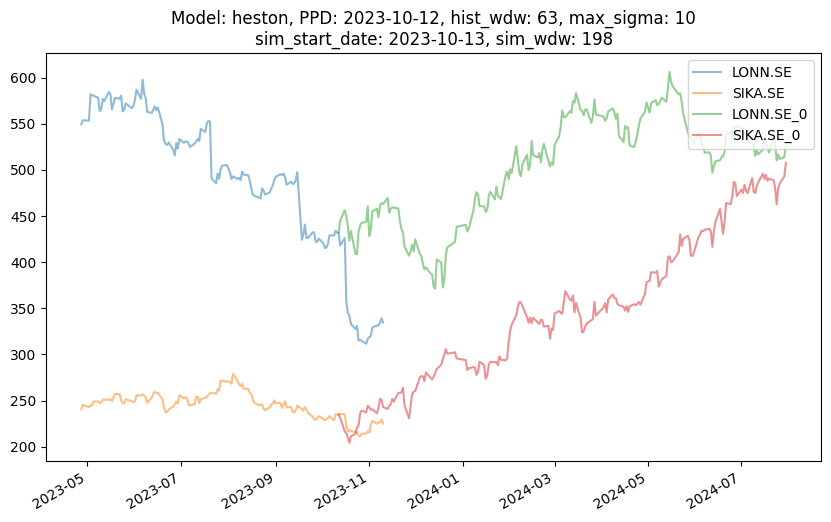 Model: heston, PPD: 2023-10-12, hist_wdw: 63, max_sigma: 10
sim_start_date: 2023-10-13, sim_wdw: 198
LONN.SE
SIKA.SE
LONN.SE_0
SIKA.SE_0
600
550
500
450
400
350
300
250
200
2023-05
2023-07
2023-09
2023-11
2024-01
2024-03
2024-05
2024-07